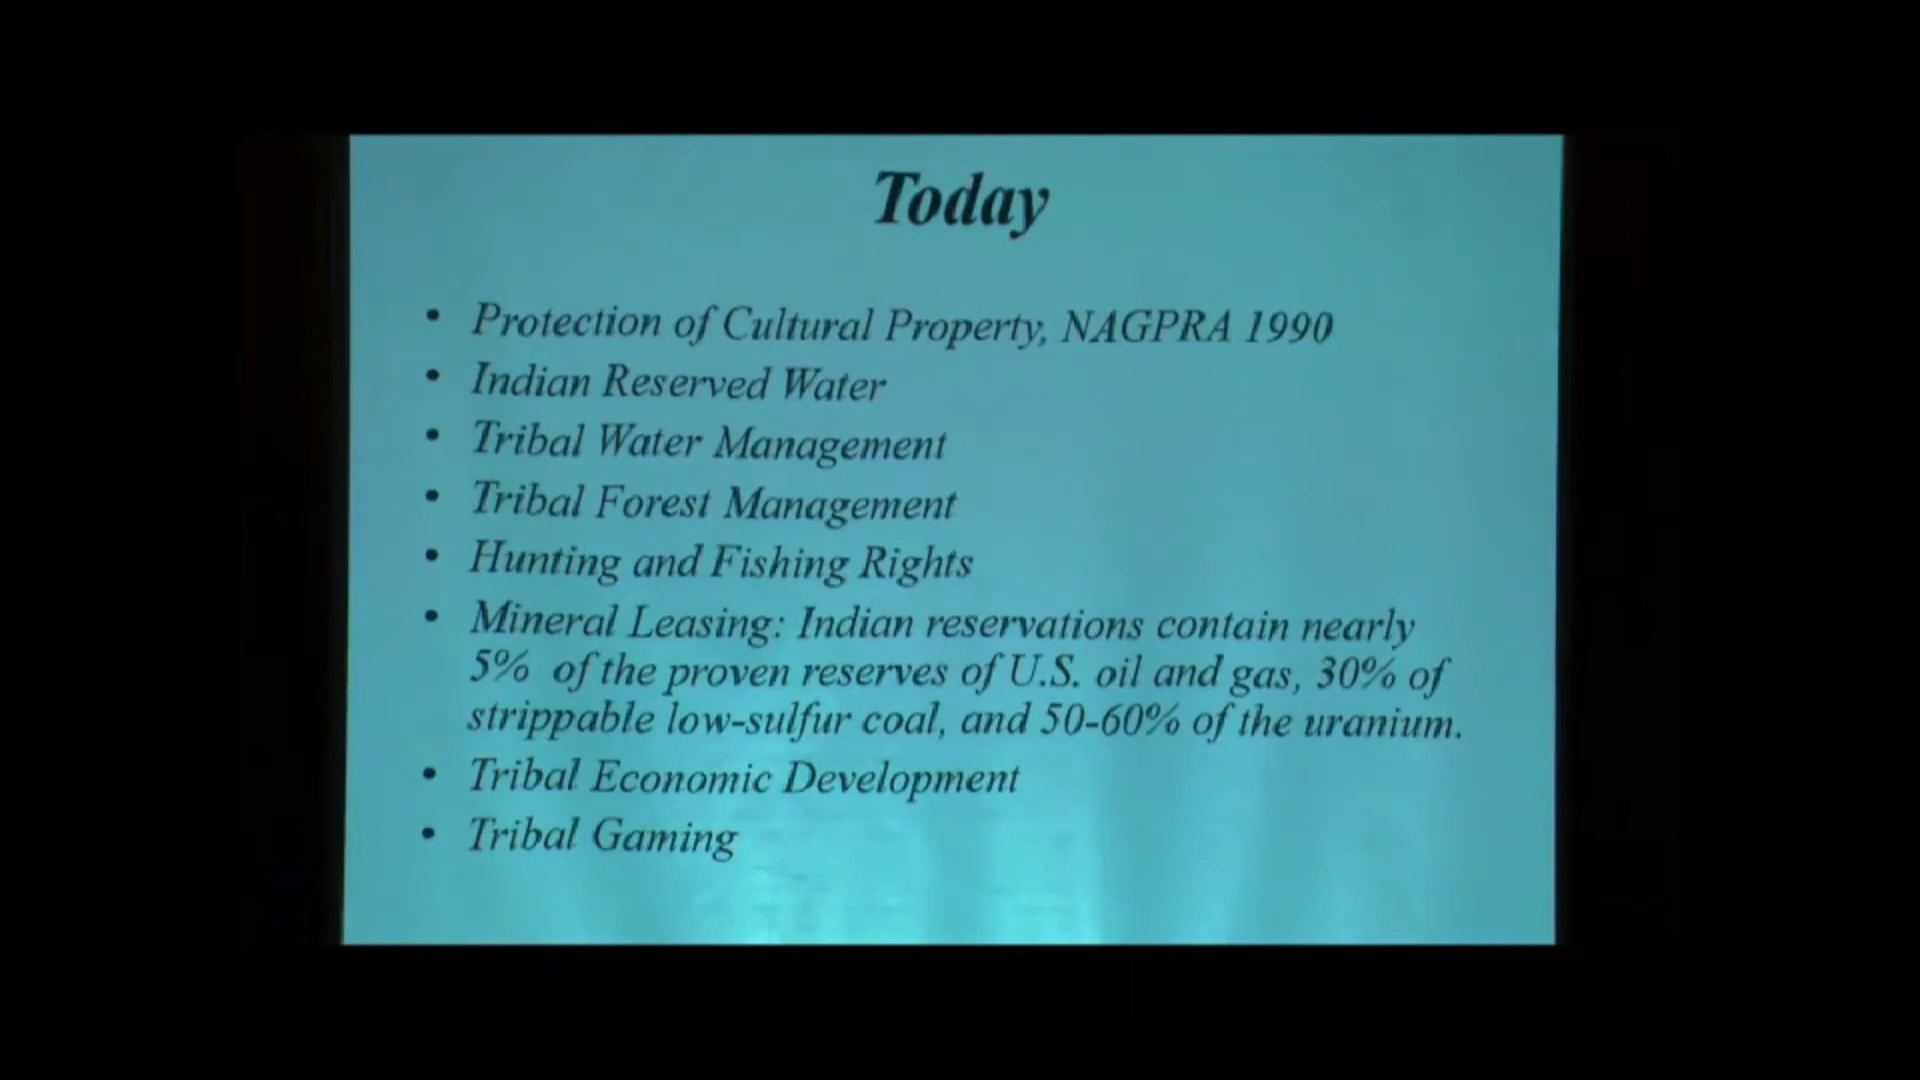 Today
• Protection of Cultural Property, NAGPRA 1990
• Indian Reserved Water
• Tribal Water Management
• Tribal Forest Management
• Hunting and Fishing Rights
• Mineral Leasing: Indian reservations contain nearly
5% of the proven reserves of U.S. oil and gas, 30% of
strippable low-sulfur coal, and 50-60% of the uranium.
• Tribal Economic Development
• Tribal Gaming